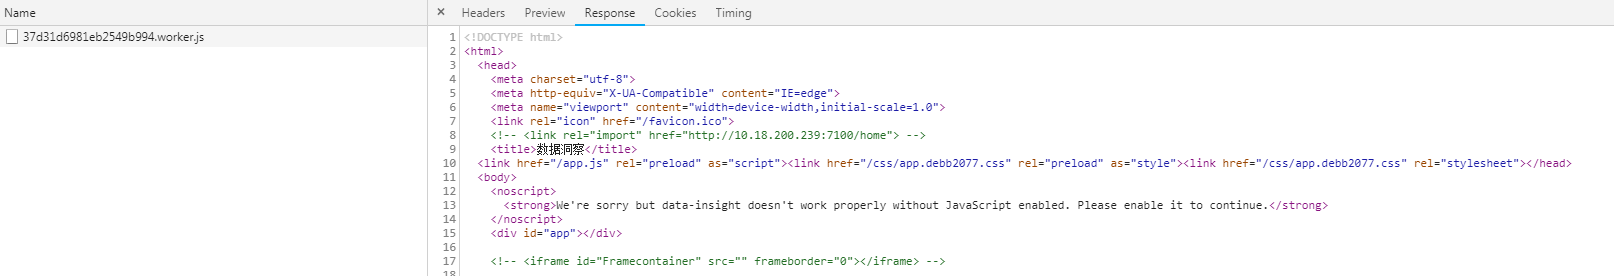 Name
37d31d6981eb2549b994.worker.js
× Headers Preview Response Cookies Timing
1 <!DOCTYPE html>
2 <html>
3 <head>
4 <meta charset="utf-8">
5 <meta http-equiv="X-UA-Compatible" content="IE=edge">
6 <meta name="viewport" content="width=device-width,initial-scale=1.0">
7 <link rel="icon" href="/favicon.ico">
8 <!-- <link rel="import" href="http://10.18.200.239:7100/home"> -->
9 <title>数据洞察</title>
10 <link href="/app.js" rel="preload" as="script"><link href="/css/app.debb2077.css" rel="preload" as="style"><link href="/css/app.debb2077.css" rel="stylesheet"></head>
11 <body>
12 <noscript>
13 <strong>We're sorry but data-insight doesn't work properly without JavaScript enabled. Please enable it to continue.</strong>
14 </noscript>
15 <div id="app"></div>
16
17 <!-- <iframe id="Framecontainer" src="" frameborder="0"></iframe> -->
18